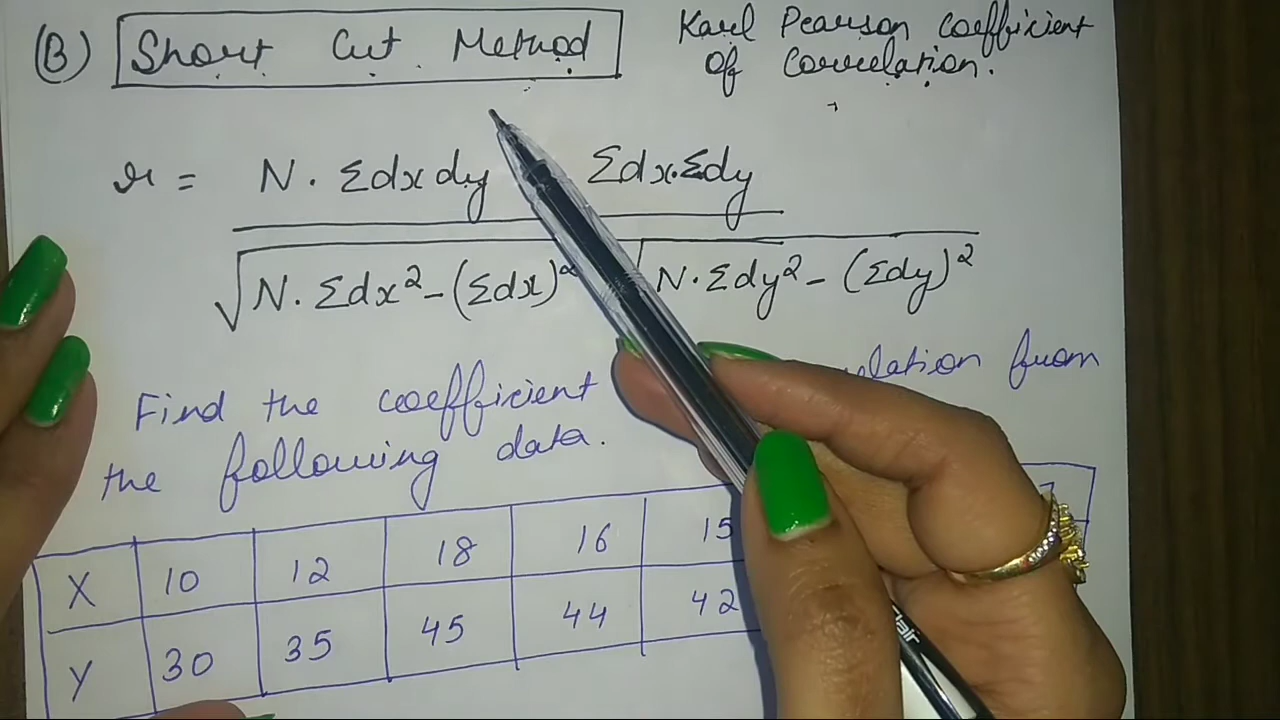 (B) Short Cut Method
Karl Pearson coefficient
of Correlation.
r = N. Σdxdy Σdx.Σdy
√N. Σdx² - (Σdx)² √N. Σdy² - (Σdy)²
Find the coefficient from
the following data.
X 10 12 18 16 15
Y 30 35 45 44 42